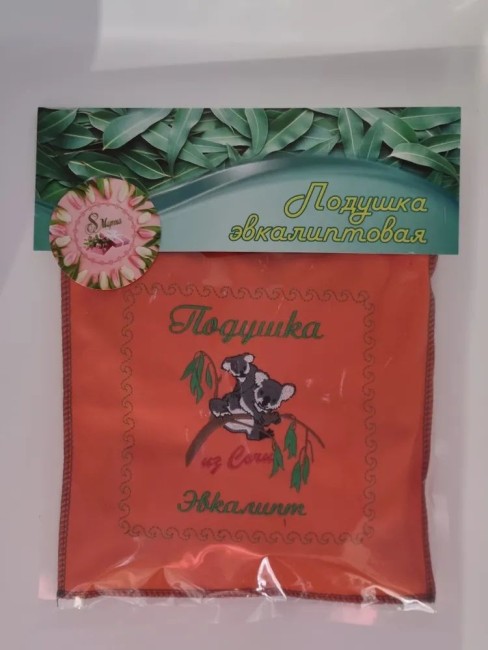 Подушка
эвкалиптовая
8 Марта
Подушка
из Сочи
Эвкалипт